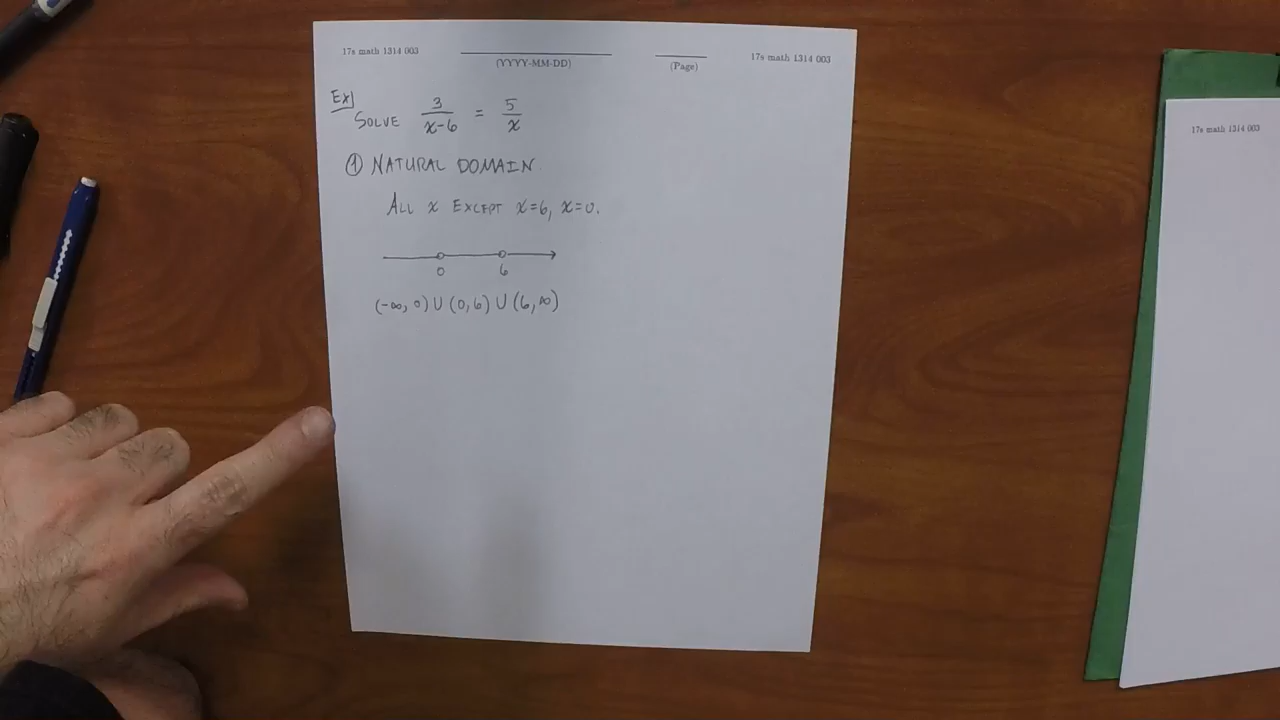 17s math 1314 003 (YYYY-MM-DD) (Page) 17s math 1314 003
Ex
SOLVE 3/(x-6) = 5/x
① NATURAL DOMAIN.
ALL x EXCEPT x=6, x=0.
0 6
(-∞, 0) ∪ (0, 6) ∪ (6, ∞)
17s math 1314 003